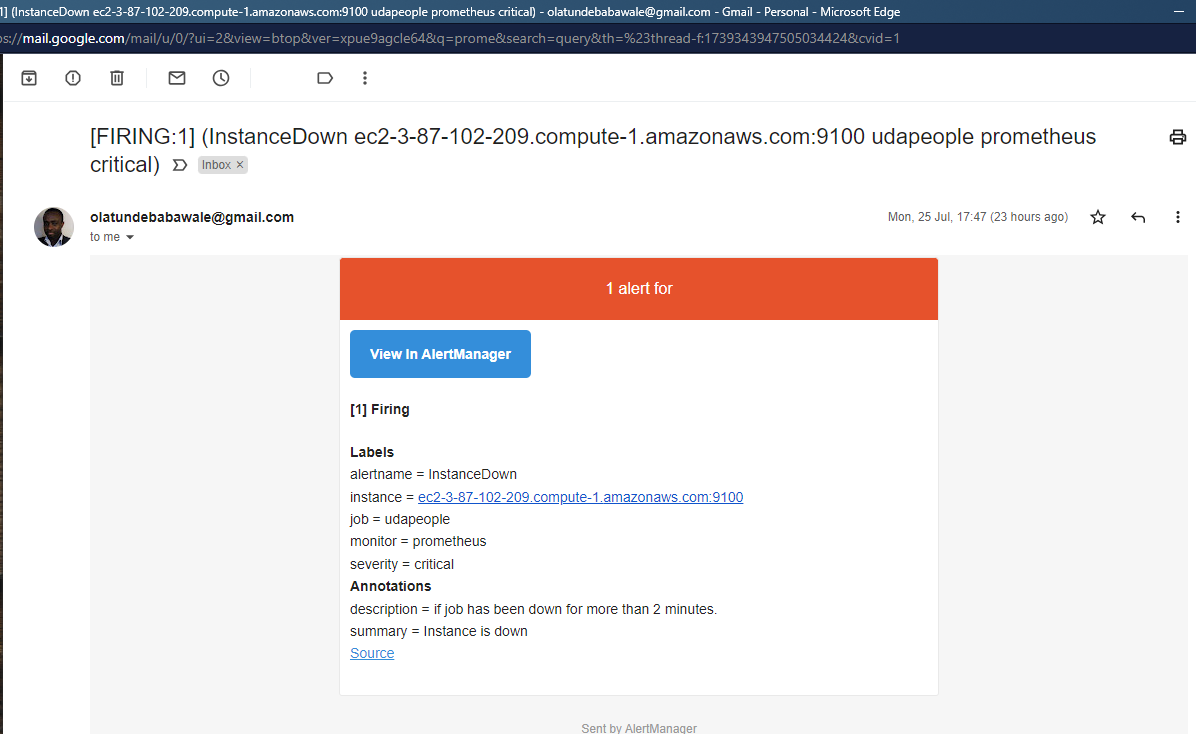 1] (InstanceDown ec2-3-87-102-209.compute-1.amazonaws.com:9100 udapeople prometheus critical) - olatundebabawale@gmail.com - Gmail - Personal - Microsoft Edge
ps://mail.google.com/mail/u/0/?ui=2&view=btop&ver=xpue9agcle64&q=prome&search=query&th=%23thread-f:1739343947505034424&cvid=1
[FIRING:1] (InstanceDown ec2-3-87-102-209.compute-1.amazonaws.com:9100 udapeople prometheus
critical) Inbox ×
olatundebabawale@gmail.com
Mon, 25 Jul, 17:47 (23 hours ago)
to me
1 alert for
View In AlertManager
[1] Firing
Labels
alertname = InstanceDown
instance = ec2-3-87-102-209.compute-1.amazonaws.com:9100
job = udapeople
monitor = prometheus
severity = critical
Annotations
description = if job has been down for more than 2 minutes.
summary = Instance is down
Source
Sent by AlertManager